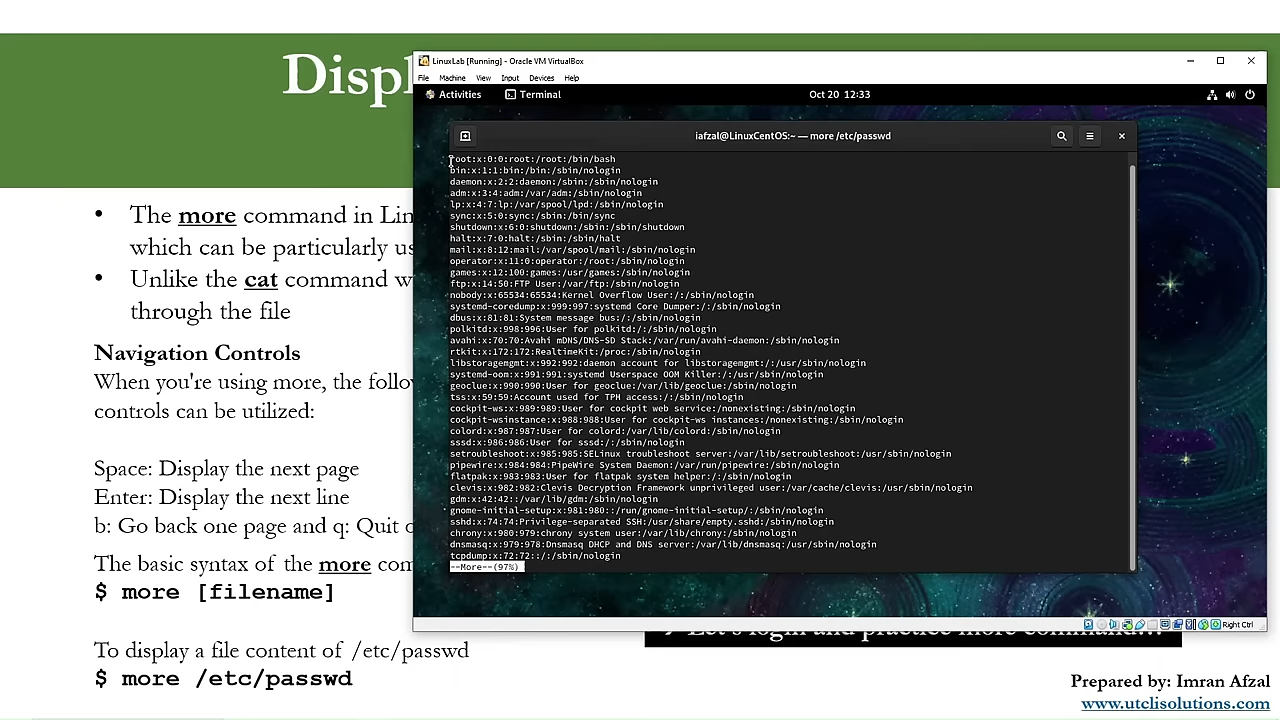 Displ
• The more command in Lin
which can be particularly us
• Unlike the cat command w
through the file
Navigation Controls
When you're using more, the follow
controls can be utilized:
Space: Display the next page
Enter: Display the next line
b: Go back one page and q: Quit
The basic syntax of the more com
$ more [filename]
To display a file content of /etc/passwd
$ more /etc/passwd
LinuxLab [Running] - Oracle VM VirtualBox
File Machine View Input Devices Help
Activities Terminal Oct 20 12:33
iafzal@LinuxCentOS:~ — more /etc/passwd
root:x:0:0:root:/root:/bin/bash
bin:x:1:1:bin:/bin:/sbin/nologin
daemon:x:2:2:daemon:/sbin:/sbin/nologin
adm:x:3:4:adm:/var/adm:/sbin/nologin
lp:x:4:7:lp:/var/spool/lpd:/sbin/nologin
sync:x:5:0:sync:/sbin:/bin/sync
shutdown:x:6:0:shutdown:/sbin:/sbin/shutdown
halt:x:7:0:halt:/sbin:/sbin/halt
mail:x:8:12:mail:/var/spool/mail:/sbin/nologin
operator:x:11:0:operator:/root:/sbin/nologin
games:x:12:100:games:/usr/games:/sbin/nologin
ftp:x:14:50:FTP User:/var/ftp:/sbin/nologin
nobody:x:65534:65534:Kernel Overflow User:/:/sbin/nologin
systemd-coredump:x:999:997:systemd Core Dumper:/:/sbin/nologin
dbus:x:81:81:System message bus:/:/sbin/nologin
polkitd:x:998:996:User for polkitd:/:/sbin/nologin
avahi:x:70:70:Avahi mDNS/DNS-SD Stack:/var/run/avahi-daemon:/sbin/nologin
rtkit:x:172:172:RealtimeKit:/proc:/sbin/nologin
libstoragemgmt:x:992:992:daemon account for libstoragemgmt:/:/usr/sbin/nologin
systemd-oom:x:991:991:systemd Userspace OOM Killer:/:/usr/sbin/nologin
geoclue:x:990:990:User for geoclue:/var/lib/geoclue:/sbin/nologin
tss:x:59:59:Account used for TPM access:/:/sbin/nologin
cockpit-ws:x:989:989:User for cockpit web service:/nonexisting:/sbin/nologin
cockpit-wsinstance:x:988:988:User for cockpit-ws instances:/nonexisting:/sbin/nologin
colord:x:987:987:User for colord:/var/lib/colord:/sbin/nologin
sssd:x:986:986:User for sssd:/:/sbin/nologin
setroubleshoot:x:985:985:SELinux troubleshoot server:/var/lib/setroubleshoot:/usr/sbin/nologin
pipewire:x:984:984:PipeWire System Daemon:/var/run/pipewire:/sbin/nologin
flatpak:x:983:983:User for flatpak system helper:/:/sbin/nologin
clevis:x:982:982:Clevis Decryption Framework unprivileged user:/var/cache/clevis:/usr/sbin/nologin
gdm:x:42:42::/var/lib/gdm:/sbin/nologin
gnome-initial-setup:x:981:980::/run/gnome-initial-setup/:/sbin/nologin
sshd:x:74:74:Privilege-separated SSH:/usr/share/empty.sshd:/sbin/nologin
chrony:x:980:979:chrony system user:/var/lib/chrony:/sbin/nologin
dnsmasq:x:979:978:Dnsmasq DHCP and DNS server:/var/lib/dnsmasq:/usr/sbin/nologin
tcpdump:x:72:72::/:/sbin/nologin
--More--(97%)
Right Ctrl
Let's login and practice more command...
Prepared by: Imran Afzal
www.utclisolutions.com